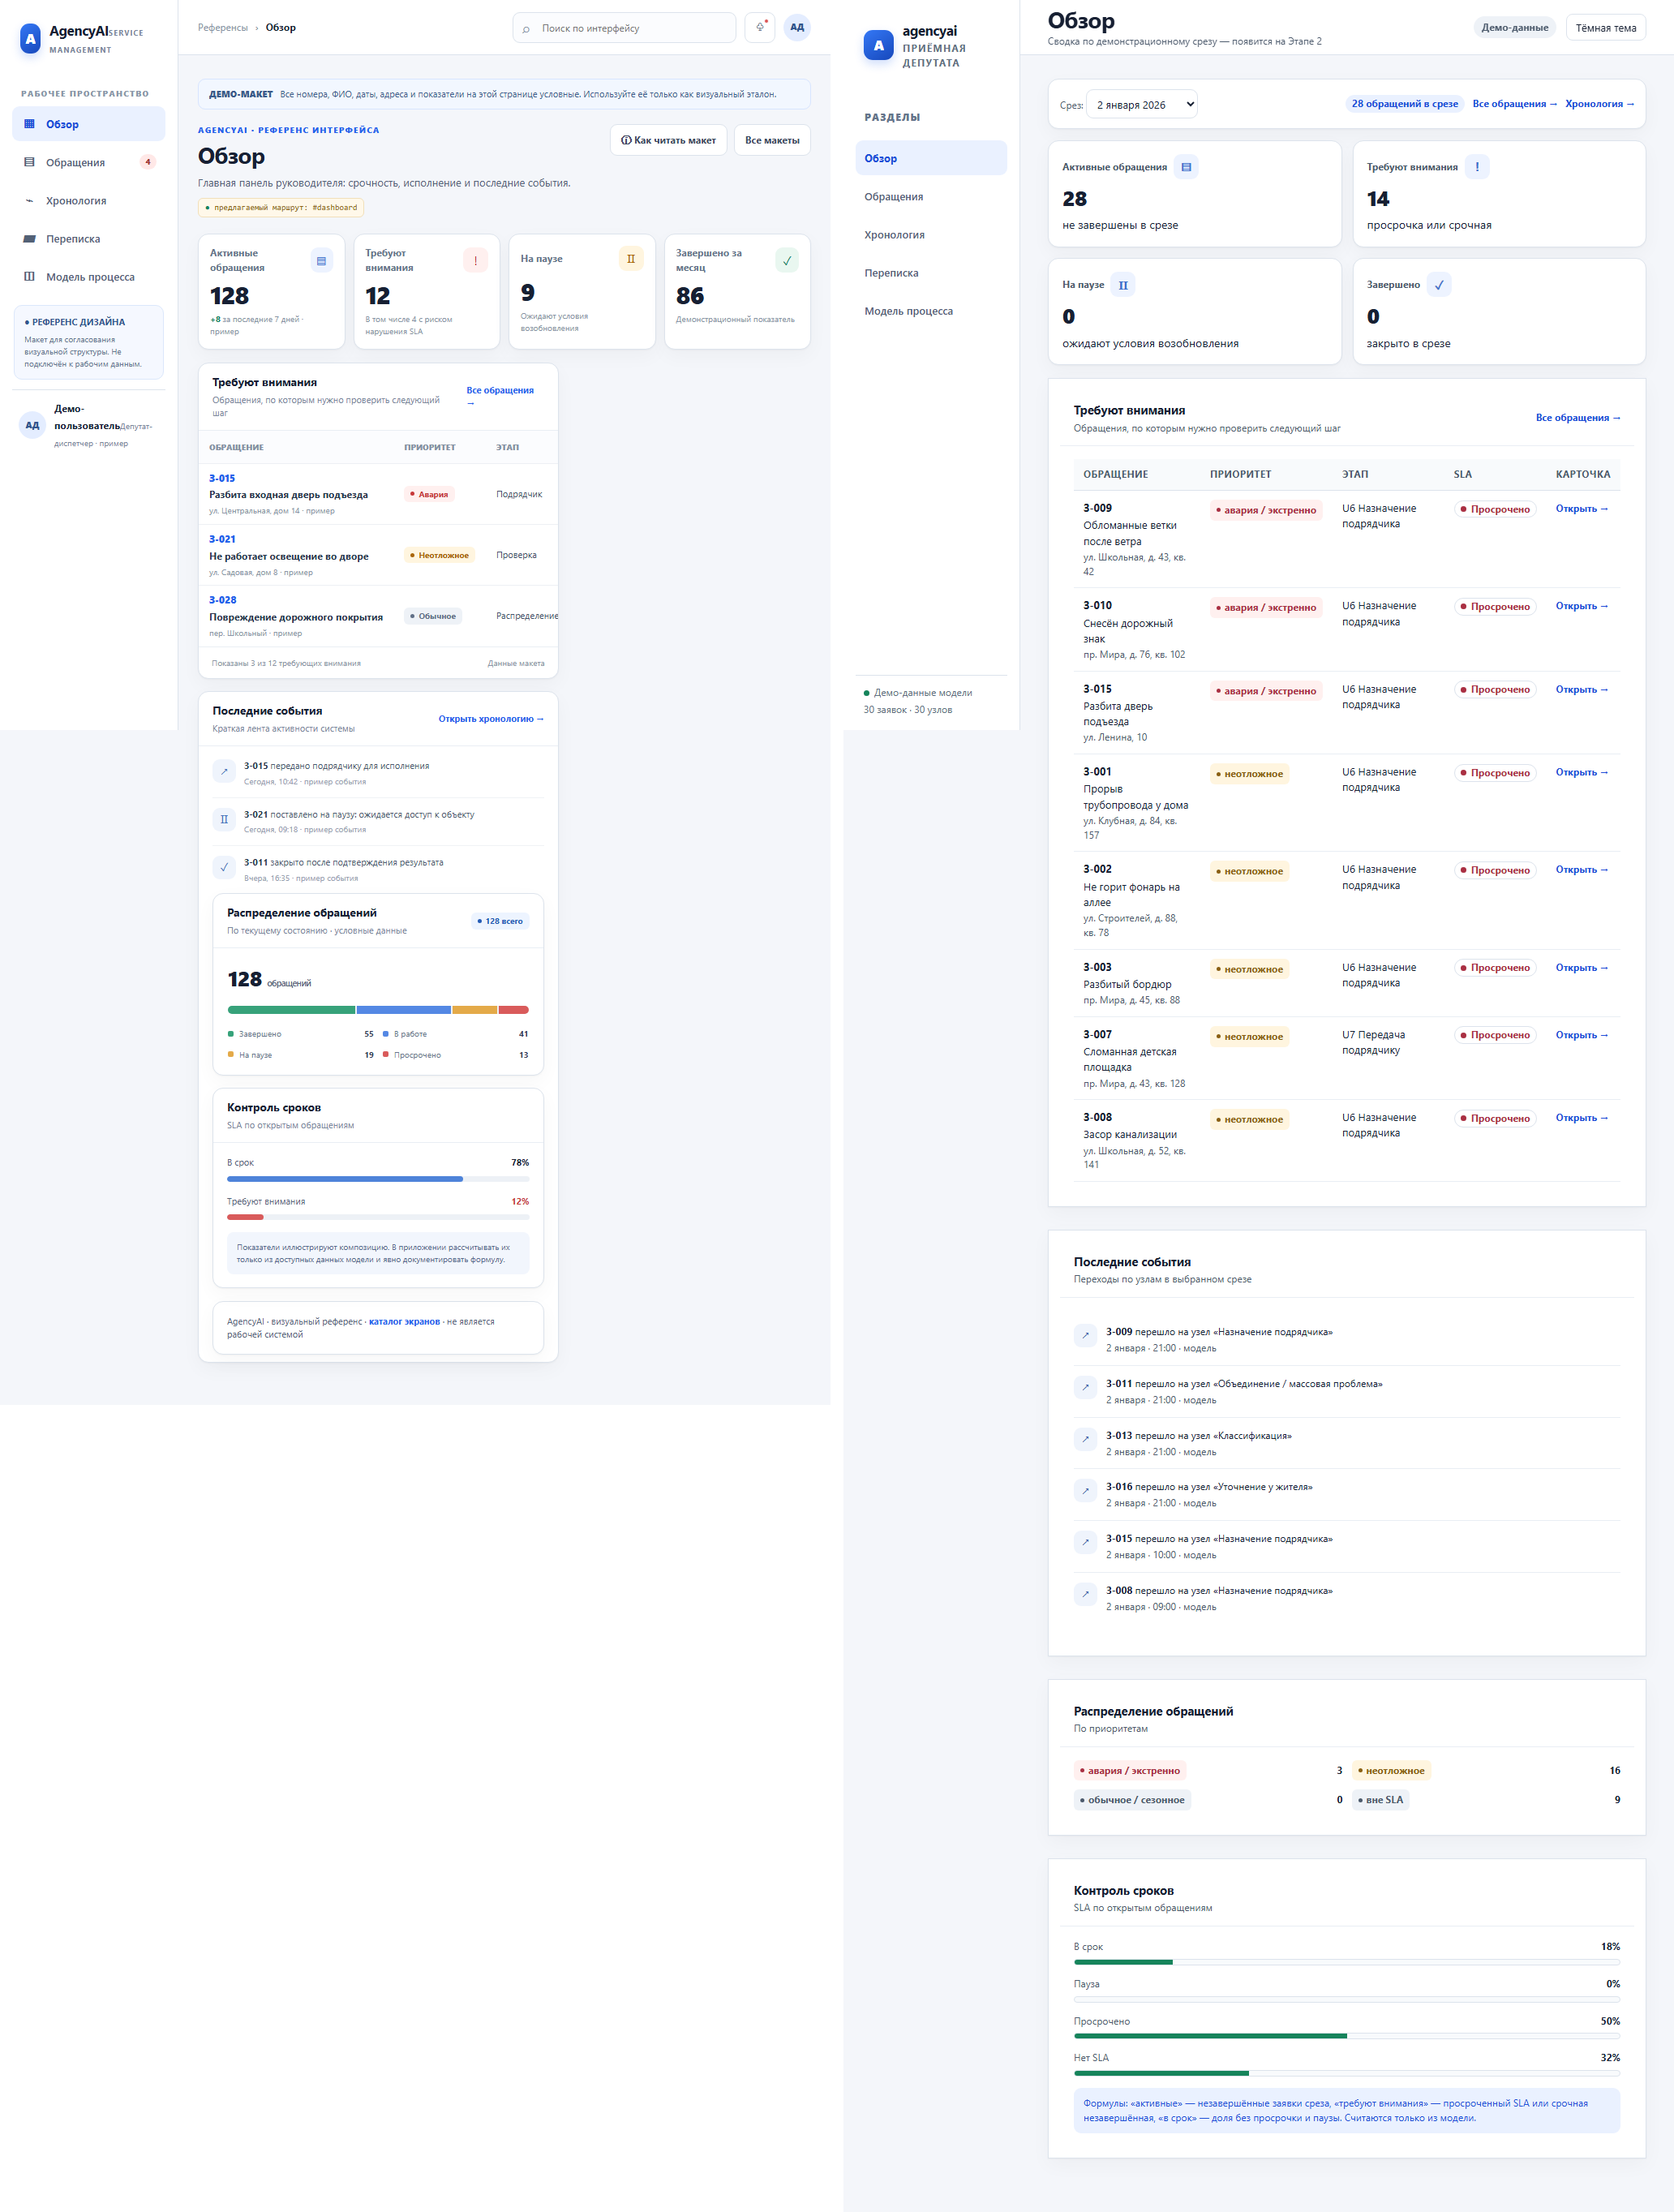 A
AgencyAI SERVICE
MANAGEMENT
РАБОЧЕЕ ПРОСТРАНСТВО
Обзор
Обращения 4
Хронология
Переписка
Модель процесса
● РЕФЕРЕНС ДИЗАЙНА
Макет для согласования
визуальной структуры. Не
подключён к рабочим данным.
АД
Демо-
пользовательДепутат-
диспетчер · пример
Референсы › Обзор
Поиск по интерфейсу
АД
ДЕМО-МАКЕТ Все номера, ФИО, даты, адреса и показатели на этой странице условные. Используйте её только как визуальный эталон.
AGENCYAI · РЕФЕРЕНС ИНТЕРФЕЙСА
Обзор
Главная панель руководителя: срочность, исполнение и последние события.
● предлагаемый маршрут: #dashboard
ⓘ Как читать макет
Все макеты
Активные
обращения
128
+8 за последние 7 дней ·
пример
Требуют
внимания
!
12
В том числе 4 с риском
нарушения SLA
На паузе
II
9
Ожидают условия
возобновления
Завершено за
месяц
✓
86
Демонстрационный показатель
Требуют внимания
Обращения, по которым нужно проверить следующий
шаг
Все обращения
→
ОБРАЩЕНИЕ ПРИОРИТЕТ ЭТАП
З-015
Разбита входная дверь подъезда
ул. Центральная, дом 14 · пример
● Авария
Подрядчик
З-021
Не работает освещение во дворе
ул. Садовая, дом 8 · пример
● Неотложное
Проверка
З-028
Повреждение дорожного покрытия
пер. Школьный · пример
● Обычное
Распределение
Показаны 3 из 12 требующих внимания
Данные макета
Последние события
Краткая лента активности системы
Открыть хронологию →
↗
З-015 передано подрядчику для исполнения
Сегодня, 10:42 · пример события
II
З-021 поставлено на паузу: ожидается доступ к объекту
Сегодня, 09:18 · пример события
✓
З-011 закрыто после подтверждения результата
Вчера, 16:35 · пример события
Распределение обращений
По текущему состоянию · условные данные
● 128 всего
128 обращений
Завершено 55
В работе 41
На паузе 19
Просрочено 13
Контроль сроков
SLA по открытым обращениям
В срок 78%
Требуют внимания 12%
Показатели иллюстрируют композицию. В приложении рассчитывать их
только из доступных данных модели и явно документировать формулу.
AgencyAI · визуальный референс · каталог экранов · не является
рабочей системой
A
agencyai
ПРИЁМНАЯ
ДЕПУТАТА
РАЗДЕЛЫ
Обзор
Обращения
Хронология
Переписка
Модель процесса
● Демо-данные модели
30 заявок · 30 узлов
Обзор
Сводка по демонстрационному срезу — появится на Этапе 2
Демо-данные
Тёмная тема
Срез: 2 января 2026
28 обращений в срезе
Все обращения →
Хронология →
Активные обращения
28
не завершены в срезе
Требуют внимания !
14
просрочка или срочная
На паузе II
0
ожидают условия возобновления
Завершено ✓
0
закрыто в срезе
Требуют внимания
Обращения, по которым нужно проверить следующий шаг
Все обращения →
ОБРАЩЕНИЕ ПРИОРИТЕТ ЭТАП SLA КАРТОЧКА
З-009
Обломанные ветки
после ветра
ул. Школьная, д. 43, кв.
42
● авария / экстренно
U6 Назначение
подрядчика
● Просрочено
Открыть →
З-010
Снесён дорожный
знак
пр. Мира, д. 76, кв. 102
● авария / экстренно
U6 Назначение
подрядчика
● Просрочено
Открыть →
З-015
Разбита дверь
подъезда
ул. Ленина, 10
● авария / экстренно
U6 Назначение
подрядчика
● Просрочено
Открыть →
З-001
Прорыв
трубопровода у дома
ул. Клубная, д. 84, кв.
157
● неотложное
U6 Назначение
подрядчика
● Просрочено
Открыть →
З-002
Не горит фонарь на
аллее
ул. Строителей, д. 88,
кв. 78
● неотложное
U6 Назначение
подрядчика
● Просрочено
Открыть →
З-003
Разбитый бордюр
пр. Мира, д. 45, кв. 88
● неотложное
U6 Назначение
подрядчика
● Просрочено
Открыть →
З-007
Сломанная детская
площадка
пр. Мира, д. 43, кв. 128
● неотложное
U7 Передача
подрядчику
● Просрочено
Открыть →
З-008
Засор канализации
ул. Школьная, д. 52, кв.
141
● неотложное
U6 Назначение
подрядчика
● Просрочено
Открыть →
Последние события
Переходы по узлам в выбранном срезе
↗
З-009 перешло на узел «Назначение подрядчика»
2 января · 21:00 · модель
↗
З-011 перешло на узел «Объединение / массовая проблема»
2 января · 21:00 · модель
↗
З-013 перешло на узел «Классификация»
2 января · 21:00 · модель
↗
З-016 перешло на узел «Уточнение у жителя»
2 января · 21:00 · модель
↗
З-015 перешло на узел «Назначение подрядчика»
2 января · 10:00 · модель
↗
З-008 перешло на узел «Назначение подрядчика»
2 января · 09:00 · модель
Распределение обращений
По приоритетам
● авария / экстренно 3
● неотложное 16
● обычное / сезонное 0
● вне SLA 9
Контроль сроков
SLA по открытым обращениям
В срок 18%
Пауза 0%
Просрочено 50%
Нет SLA 32%
Формулы: «активные» — незавершённые заявки среза, «требуют внимания» — просроченный SLA или срочная
незавершённая, «в срок» — доля без просрочки и паузы. Считаются только из модели.